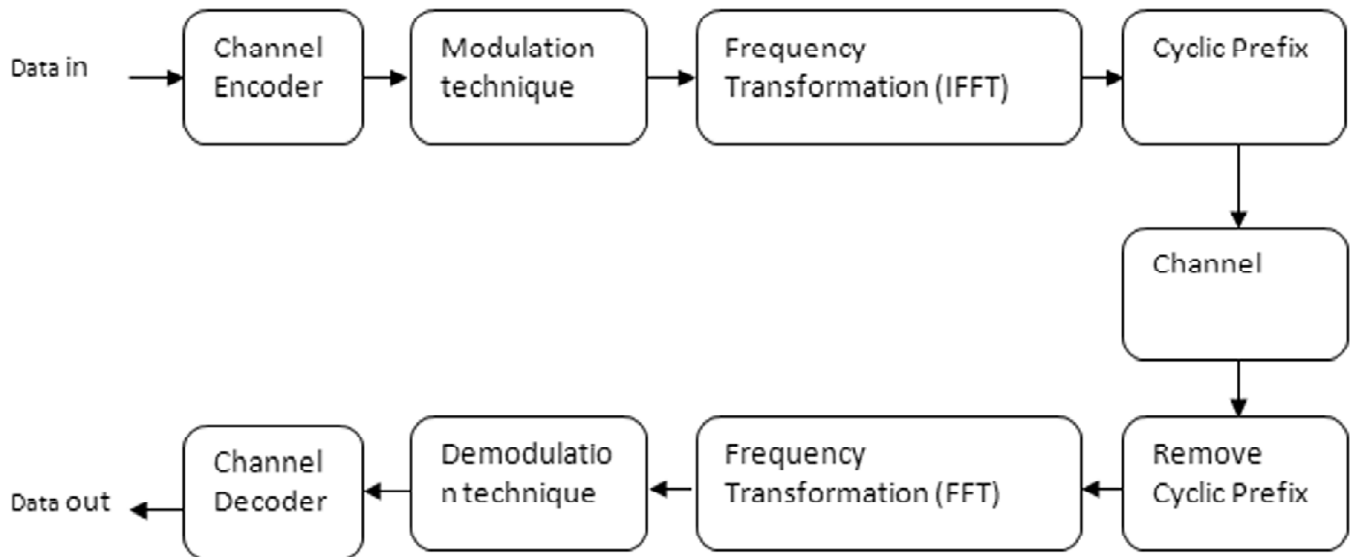 Data in
Channel
Encoder
Modulation
technique
Frequency
Transformation (IFFT)
Cyclic Prefix
Channel
Remove
Cyclic Prefix
Frequency
Transformation (FFT)
Demodulatio
n technique
Channel
Decoder
Data out